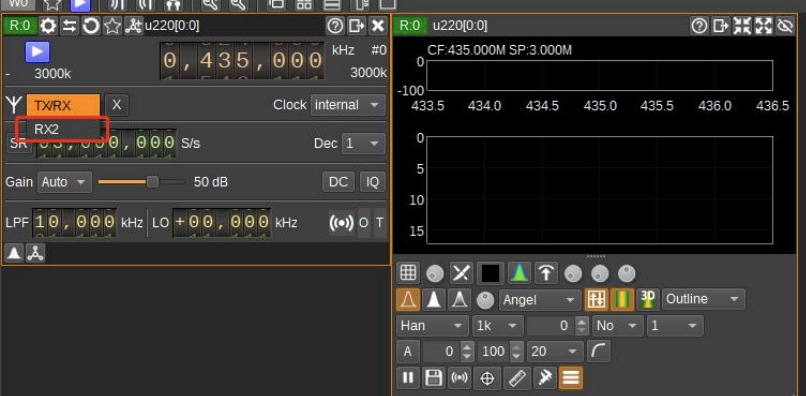 W0
R:0 u220[0:0]
0,435,000 kHz #0
- 3000k 3000k
TX/RX X Clock internal
RX2
SR 03,000,000 S/s Dec 1
Gain Auto 50 dB DC IQ
LPF 10,000 kHz LO +00,000 kHz O T
R:0 u220[0:0]
CF:435.000M SP:3.000M
0
-100
433.5 434.0 434.5 435.0 435.5 436.0 436.5
0
5
10
15
Angel 3D Outline
Han 1k 0 No 1
A 0 100 20